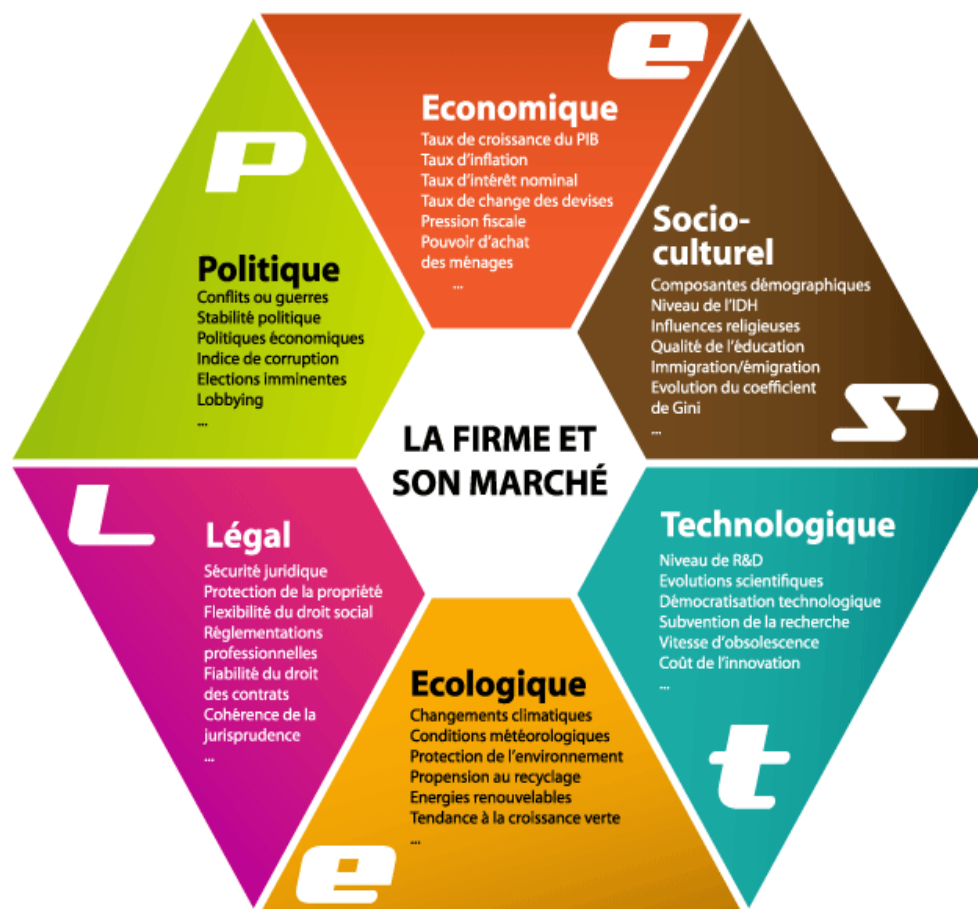 P
Politique
Conflits ou guerres
Stabilité politique
Politiques économiques
Indice de corruption
Elections imminentes
Lobbying
...
e
Economique
Taux de croissance du PIB
Taux d'inflation
Taux d'intérêt nominal
Taux de change des devises
Pression fiscale
Pouvoir d'achat
des ménages
...
Socio-
culturel
Composantes démographiques
Niveau de l'IDH
Influences religieuses
Qualité de l'éducation
Immigration/émigration
Evolution du coefficient
de Gini
...
s
LA FIRME ET
SON MARCHÉ
Technologique
Niveau de R&D
Evolutions scientifiques
Démocratisation technologique
Subvention de la recherche
Vitesse d'obsolescence
Coût de l'innovation
...
t
Ecologique
Changements climatiques
Conditions météorologiques
Protection de l'environnement
Propension au recyclage
Energies renouvelables
Tendance à la croissance verte
...
e
L
Légal
Sécurité juridique
Protection de la propriété
Flexibilité du droit social
Réglementations
professionnelles
Fiabilité du droit
des contrats
Cohérence de la
jurisprudence
...